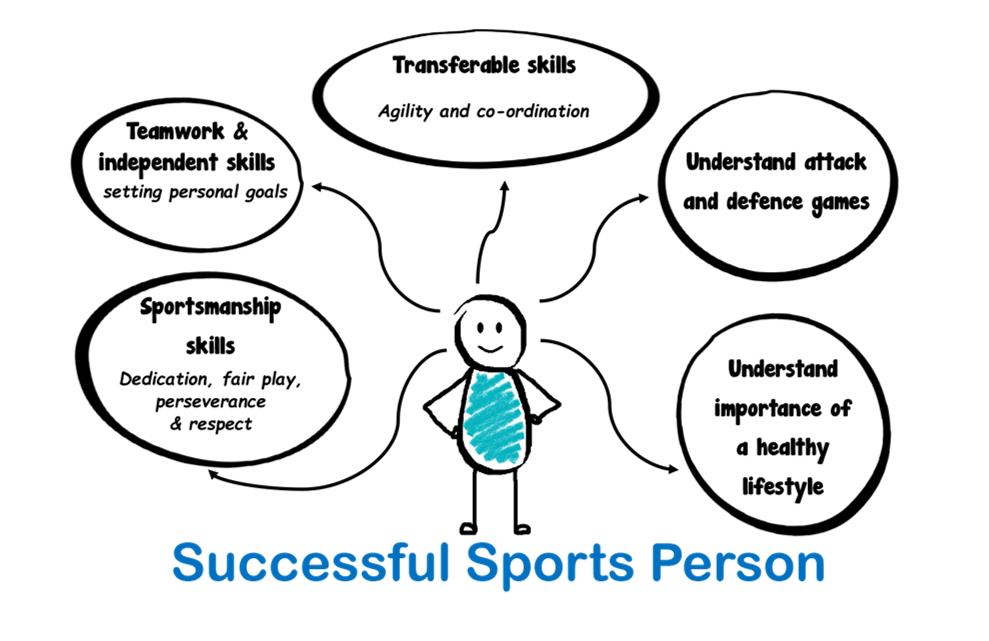 Transferable skills
Agility and co-ordination
Teamwork &
independent skills
setting personal goals
Understand attack
and defence games
Sportsmanship
skills
Dedication, fair play,
perseverance
& respect
Understand
importance of
a healthy
lifestyle
Successful Sports Person